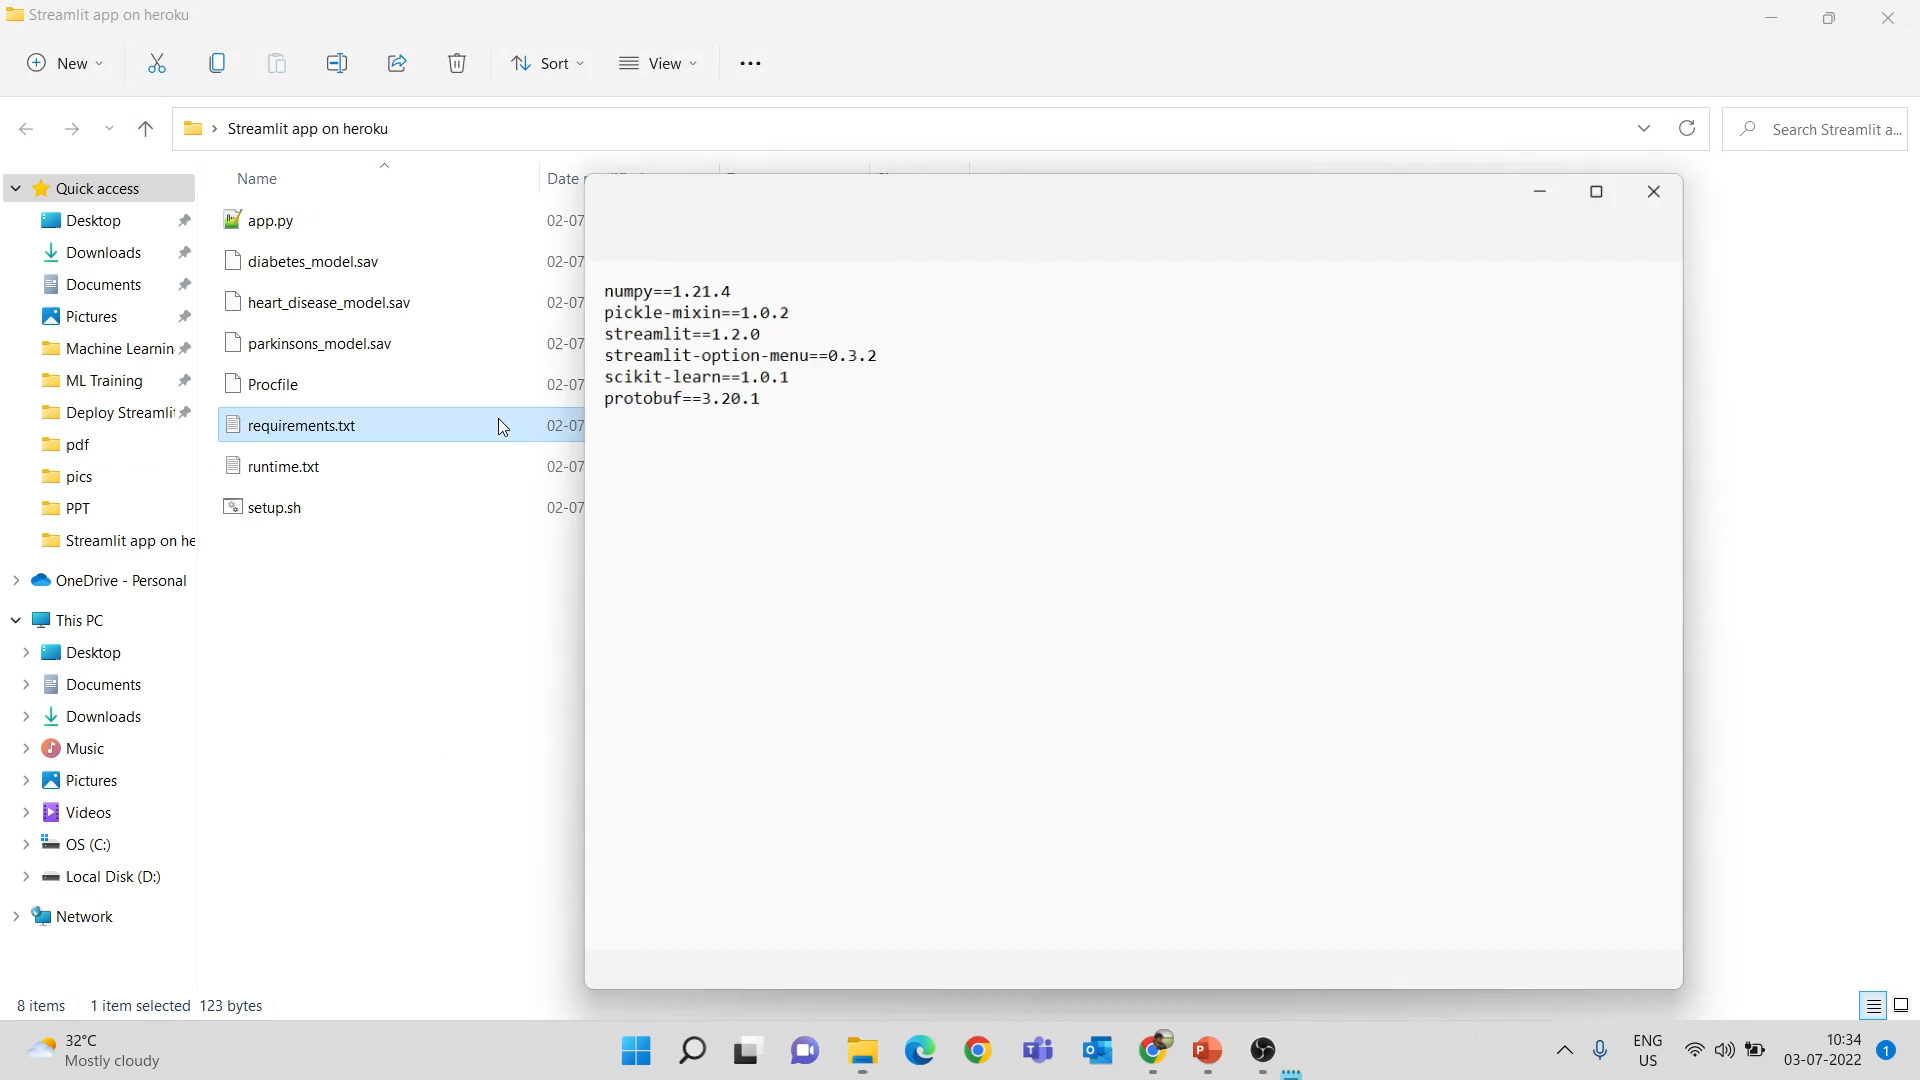 Streamlit app on heroku
New
Sort
View
Streamlit app on heroku
Search Streamlit a...
Name
Date
Quick access
Desktop
Downloads
Documents
Pictures
Machine Learnin
ML Training
Deploy Streamlit
pdf
pics
PPT
Streamlit app on he
OneDrive - Personal
This PC
Desktop
Documents
Downloads
Music
Pictures
Videos
OS (C:)
Local Disk (D:)
Network
app.py 02-07
diabetes_model.sav 02-07
heart_disease_model.sav 02-07
parkinsons_model.sav 02-07
Procfile 02-07
requirements.txt 02-07
runtime.txt 02-07
setup.sh 02-07
numpy==1.21.4
pickle-mixin==1.0.2
streamlit==1.2.0
streamlit-option-menu==0.3.2
scikit-learn==1.0.1
protobuf==3.20.1
8 items 1 item selected 123 bytes
32°C
Mostly cloudy
ENG
US
10:34
03-07-2022
1